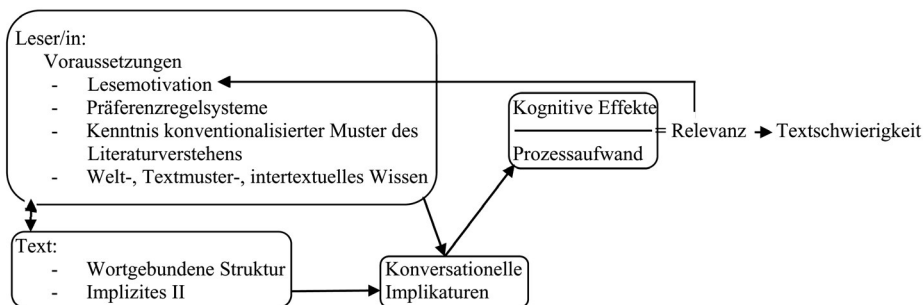 Leser/in:
Voraussetzungen
- Lesemotivation
- Präferenzregelsysteme
- Kenntnis konventionalisierter Muster des
Literaturverstehens
- Welt-, Textmuster-, intertextuelles Wissen
Kognitive Effekte
= Relevanz
Textschwierigkeit
Prozessaufwand
Text:
- Wortgebundene Struktur
- Implizites II
Konversationelle
Implikaturen